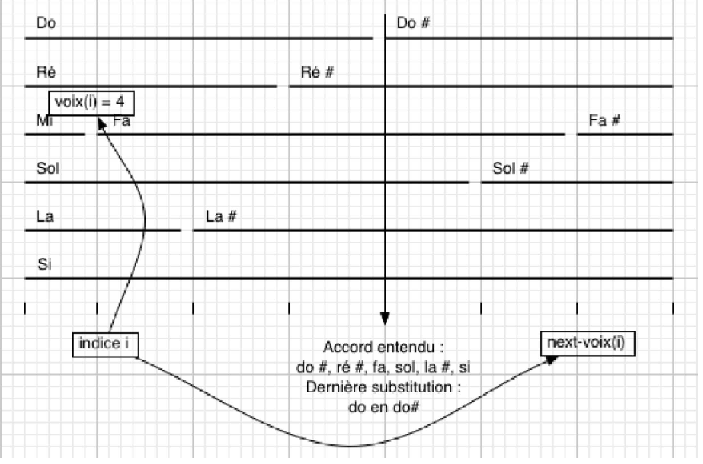 Do Do #
Ré Ré #
voix(i) = 4
Mi Fa Fa #
Sol Sol #
La La #
Si
indice i
next-voix(i)
Accord entendu :
do #, ré #, fa, sol, la #, si
Dernière substitution :
do en do#